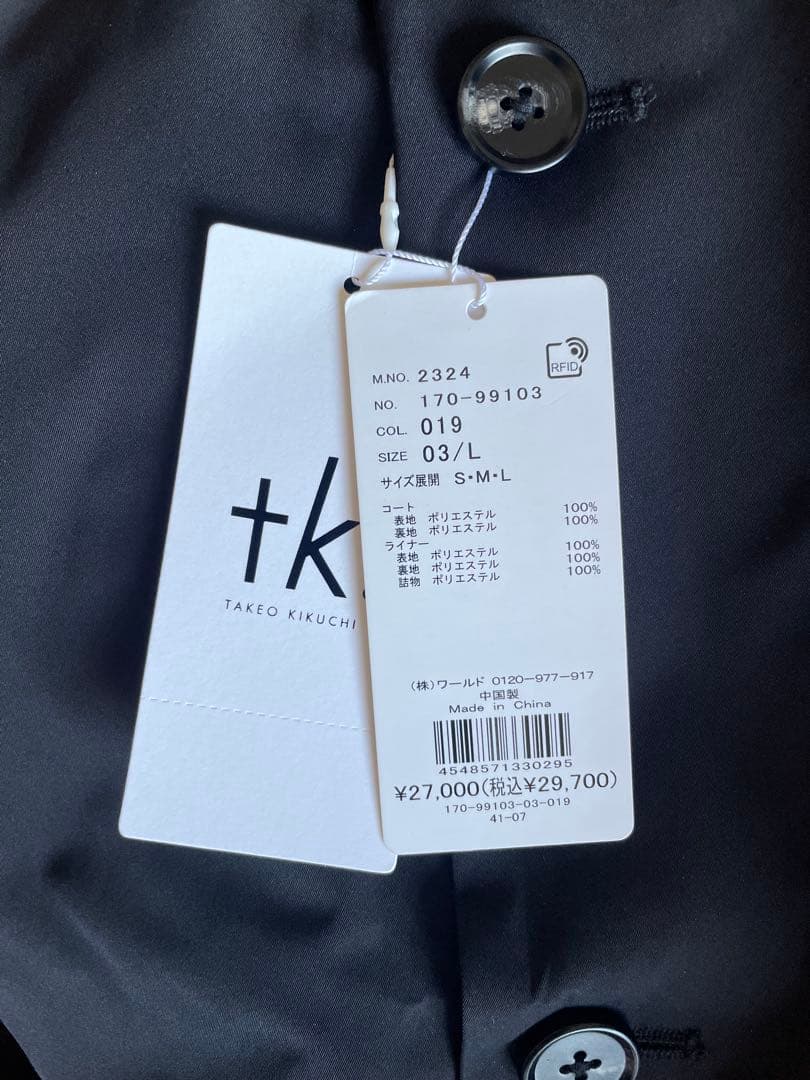 tk.
TAKEO KIKUCHI
RFID
M.NO. 2324
NO. 170-99103
COL. 019
SIZE 03/L
サイズ展開 S・M・L
コート
表地 ポリエステル 100%
裏地 ポリエステル 100%
ライナー
表地 ポリエステル 100%
裏地 ポリエステル 100%
詰物 ポリエステル 100%
(株)ワールド 0120-977-917
中国製
Made in China
4548571330295
¥27,000(税込¥29,700)
170-99103-03-019
41-07